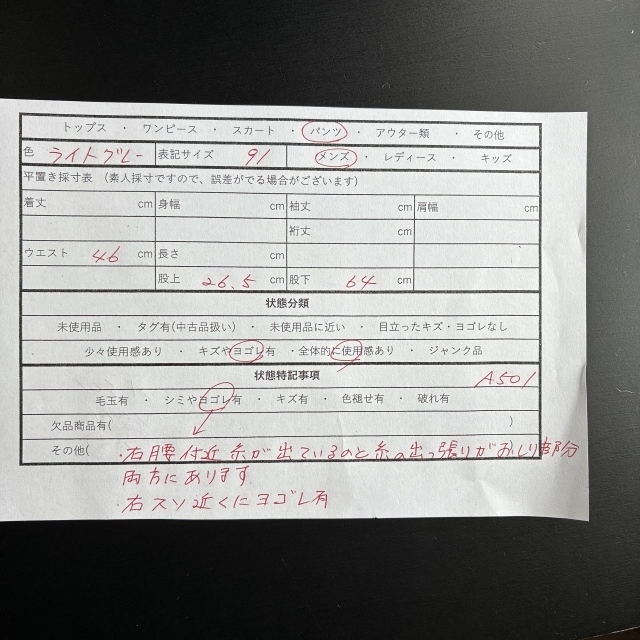 トップス ・ ワンピース ・ スカート ・ パンツ ・ アウター類 ・ その他
色 ライトグレー 表記サイズ 91 メンズ ・ レディース ・ キッズ
平置き採寸表 (素人採寸ですので、誤差がでる場合がございます)
着丈 cm 身幅 cm 袖丈 cm 肩幅 cm
裄丈 cm
ウエスト 46 cm 長さ cm
股上 26.5 cm 股下 64 cm
状態分類
未使用品 ・ タグ有(中古品扱い) ・ 未使用品に近い ・ 目立ったキズ・ヨゴレなし
少々使用感あり ・ キズやヨゴレ有 ・全体的に使用感あり ・ ジャンク品
状態特記事項 A501
毛玉有 ・ シミやヨゴレ有 ・ キズ有 ・ 色褪せ有 ・ 破れ有
欠品商品有( )
その他( ・右腰付近糸が出ているのと糸の出っ張りがおしり部分
両方にあります
・右スソ近くにヨゴレ有